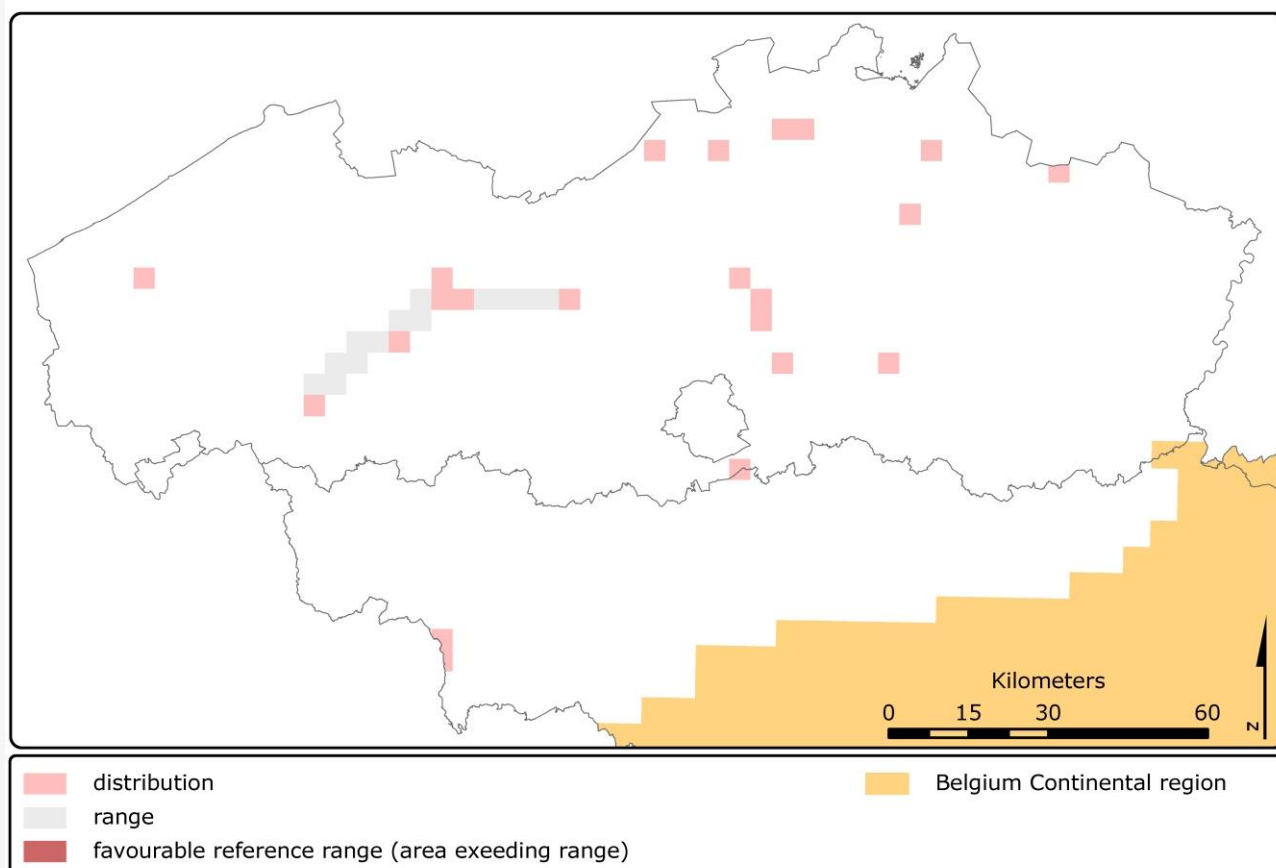 Kilometers
0 15 30 60
N
distribution
Belgium Continental region
range
favourable reference range (area exeeding range)